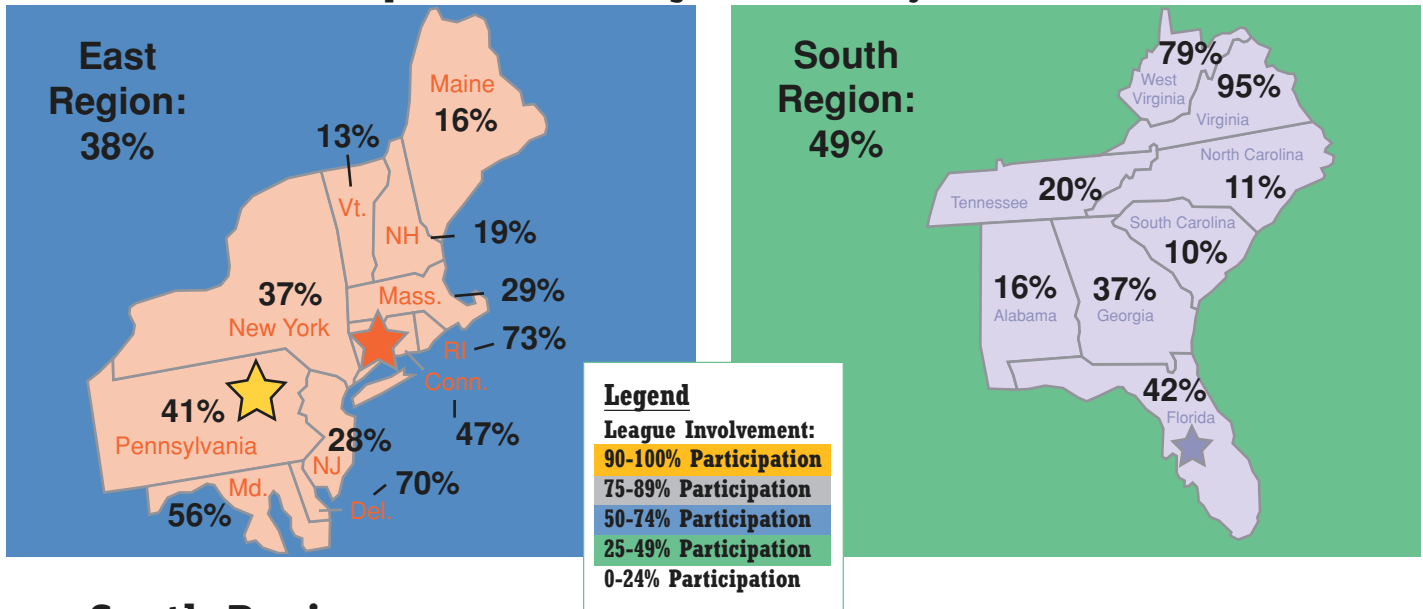 East
Region:
38%
Maine
16%
13%
Vt.
NH
19%
37%
New York
Mass.
29%
RI
73%
Conn.
47%
41%
Pennsylvania
28%
NJ
Md.
56%
70%
Del.
South
Region:
49%
79%
West
Virginia
95%
Virginia
North Carolina
11%
Tennessee
20%
South Carolina
10%
16%
Alabama
37%
Georgia
42%
Florida
Legend
League Involvement:
90-100% Participation
75-89% Participation
50-74% Participation
25-49% Participation
0-24% Participation